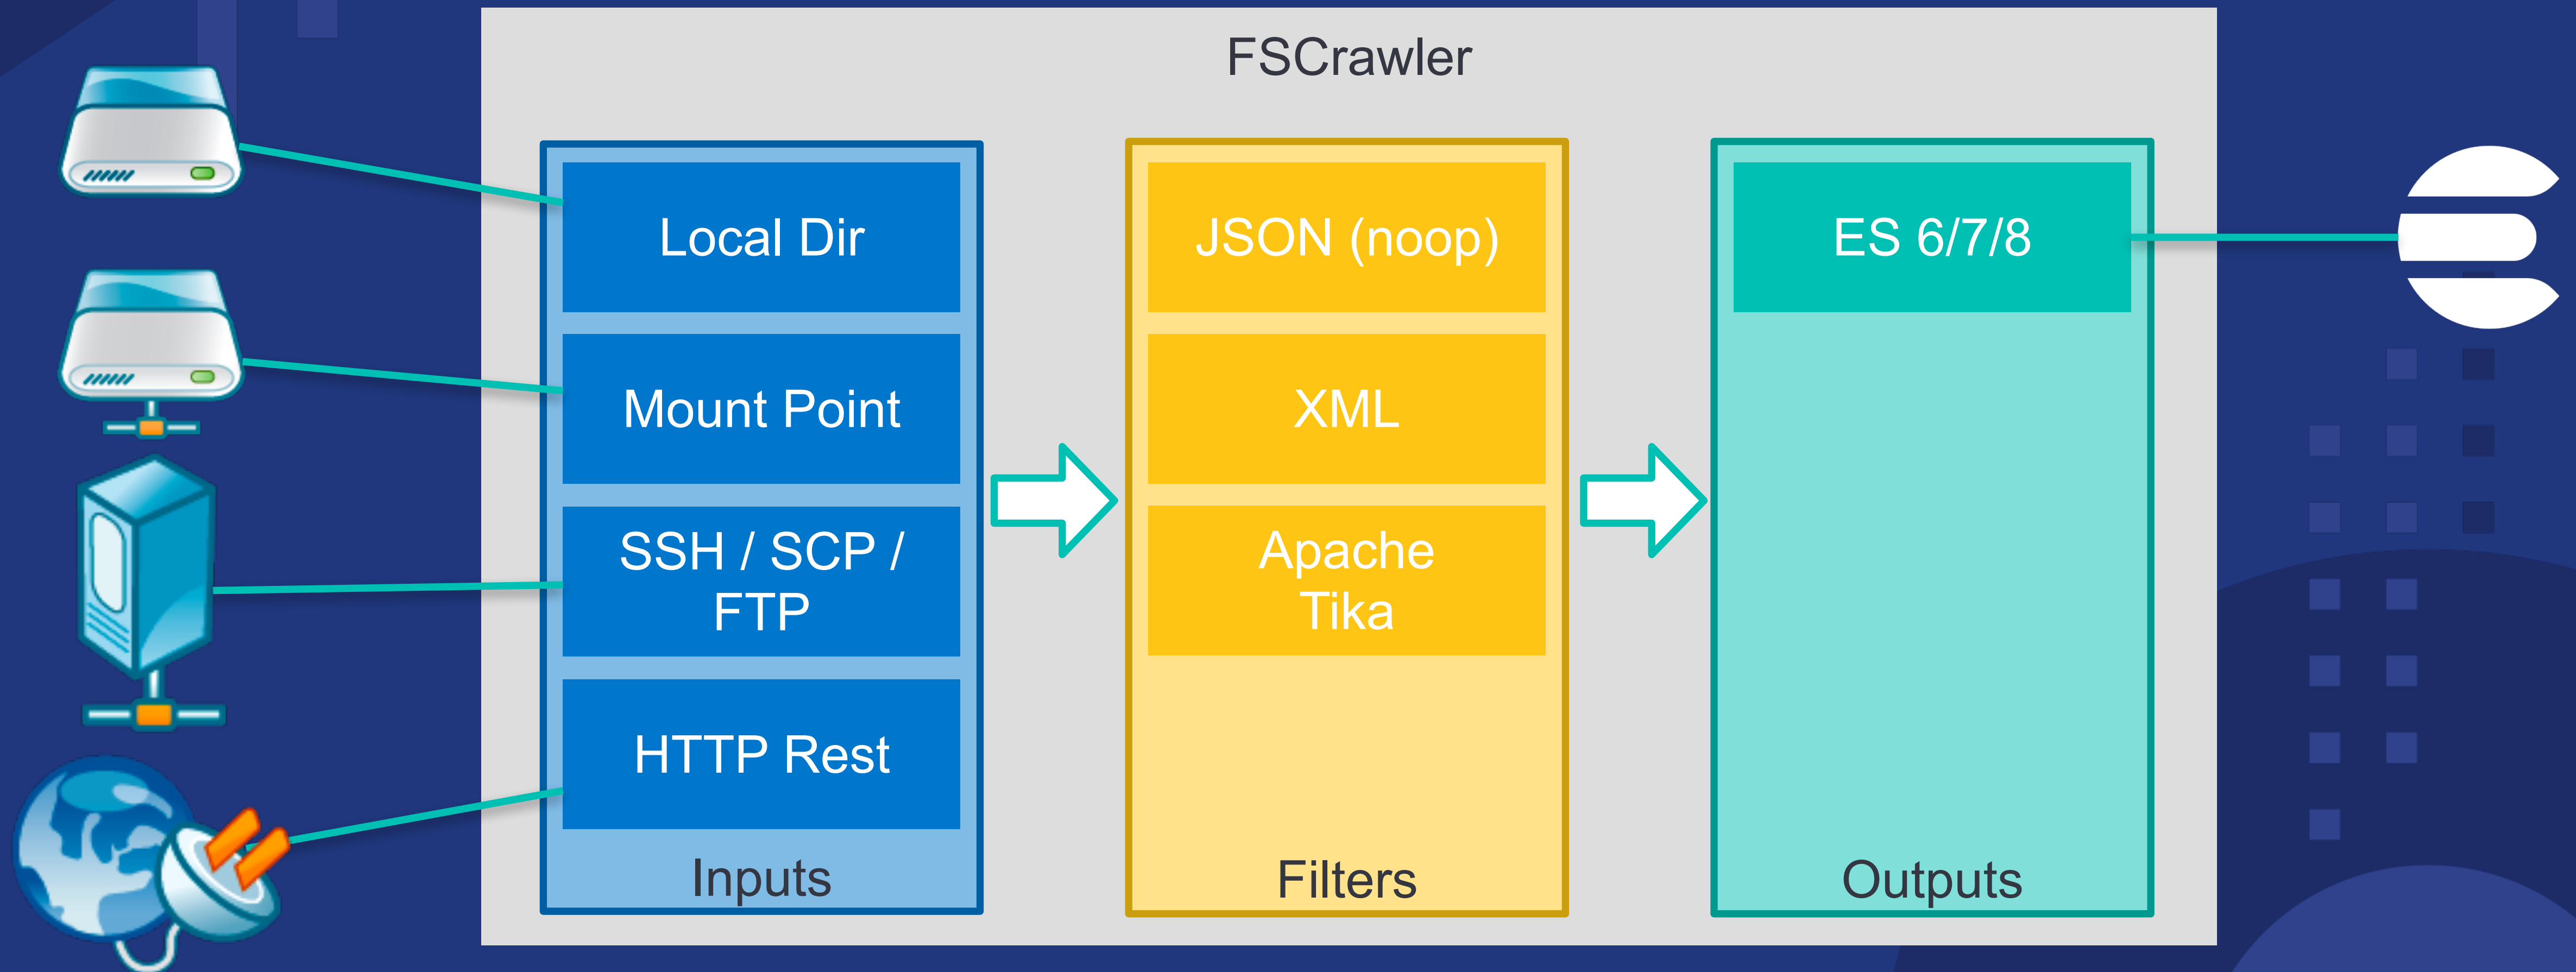 FSCrawler
Local Dir
Mount Point
SSH / SCP /
FTP
HTTP Rest
Inputs
JSON (noop)
XML
Apache
Tika
Filters
ES 6/7/8
Outputs